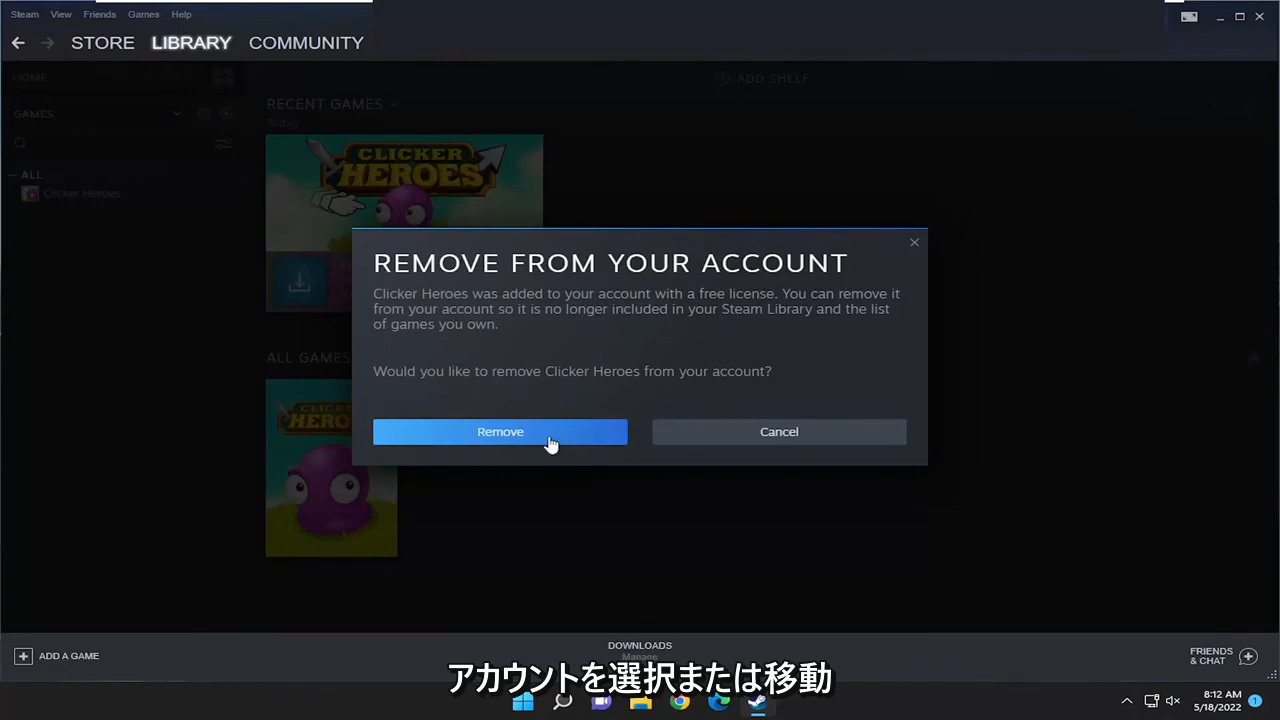 Steam View Friends Games Help
STORE LIBRARY COMMUNITY
HOME
ADD SHELF
GAMES
RECENT GAMES
Today
ALL
Clicker Heroes
CLICKER
HEROES
REMOVE FROM YOUR ACCOUNT
Clicker Heroes was added to your account with a free license. You can remove it
from your account so it is no longer included in your Steam Library and the list
of games you own.
Would you like to remove Clicker Heroes from your account?
Remove Cancel
ALL GAMES
ADD A GAME
DOWNLOADS
Manage
FRIENDS
& CHAT
アカウントを選択または移動
8:12 AM
5/18/2022
1